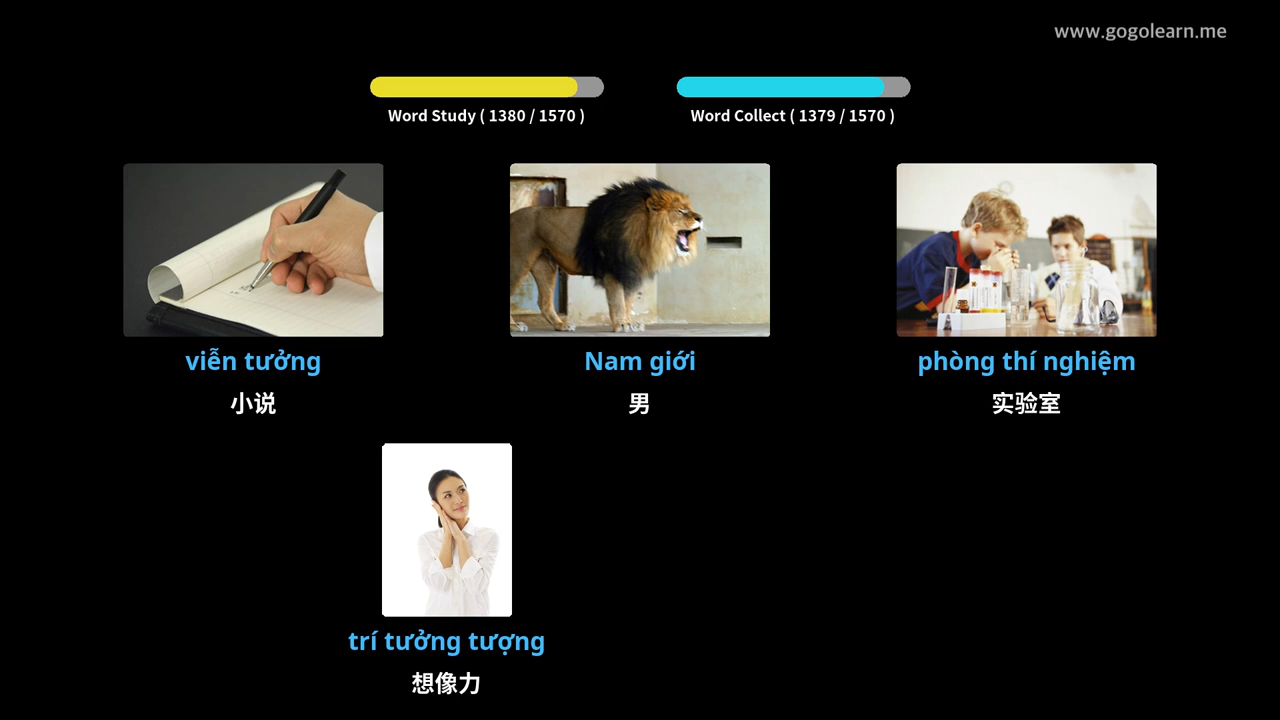 www.gogolearn.me
Word Study ( 1380 / 1570 )
Word Collect ( 1379 / 1570 )
viễn tưởng
小说
Nam giới
男
phòng thí nghiệm
实验室
trí tưởng tượng
想像力